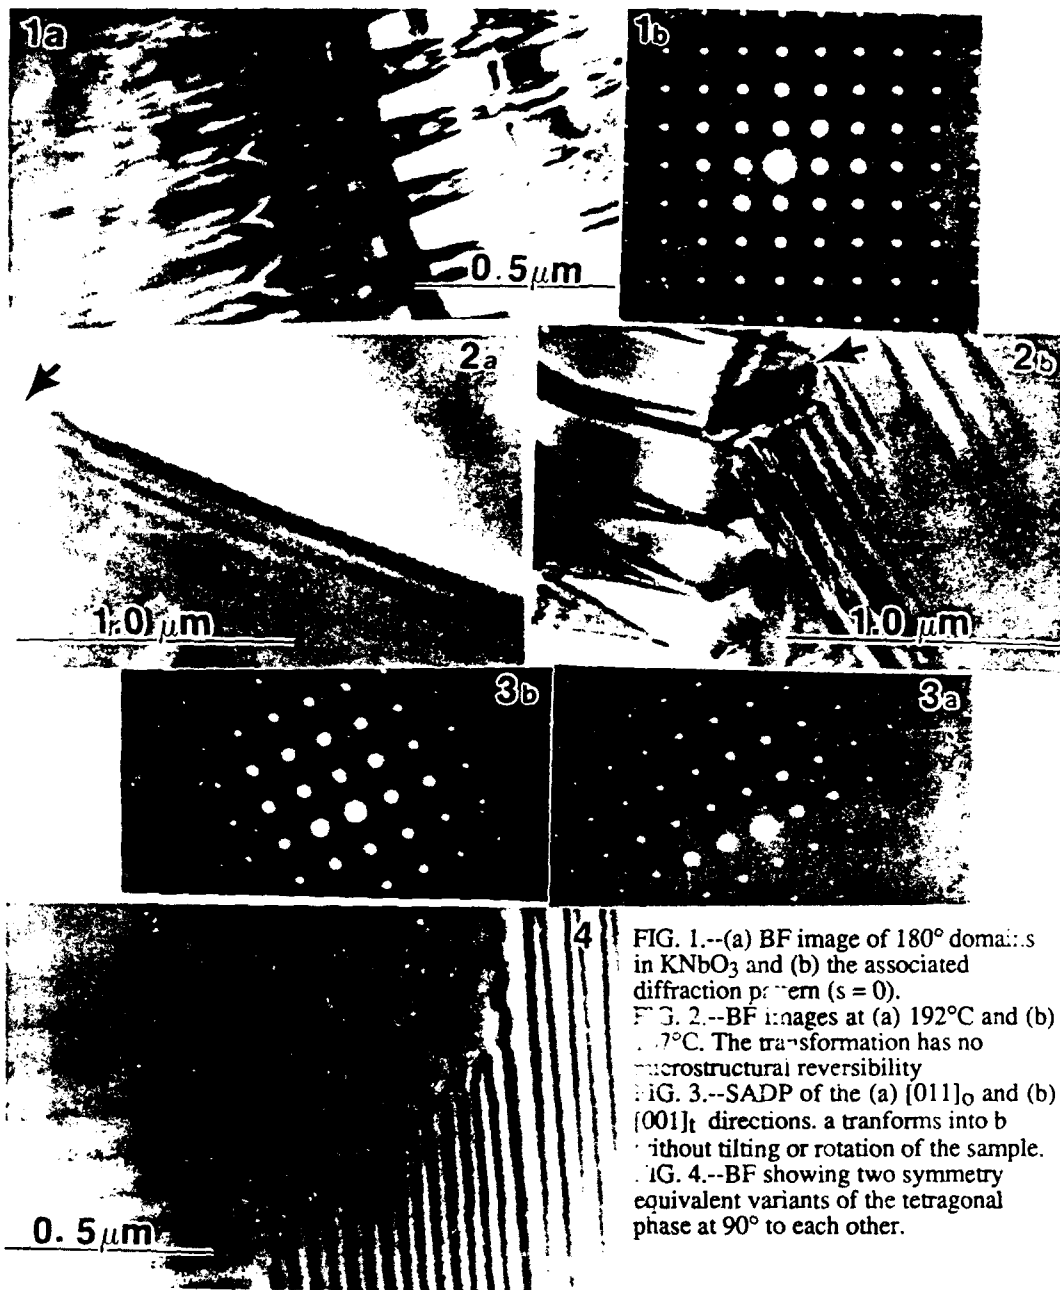 1a
1b
0.5μm
2a
2b
1.0 μm
1.0 μm
3b
3a
4
0.5μm
FIG. 1.--(a) BF image of 180° domains
in KNbO3 and (b) the associated
diffraction (s = 0).
2.--BF images at (a) 192°C and (b)
The transformation has no
reversibility
3.--SADP of the (a) [011]o and (b)
[001]t directions. a tranforms into b
without tilting or rotation of the sample.
4.--BF showing two symmetry
equivalent variants of the tetragonal
phase at 90° to each other.